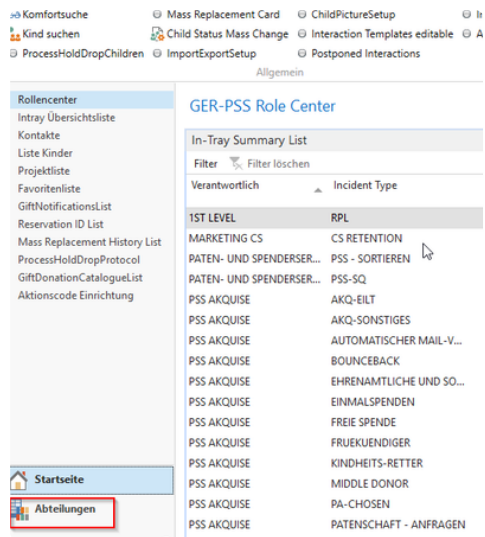 Komfortsuche
Mass Replacement Card
ChildPictureSetup
Kind suchen
Child Status Mass Change
Interaction Templates editable
ProcessHoldDropChildren
ImportExportSetup
Postponed Interactions
Allgemein
Rollencenter
Intray Übersichtsliste
Kontakte
Liste Kinder
Projektliste
Favoritenliste
GiftNotificationsList
Reservation ID List
Mass Replacement History List
ProcessHoldDropProtocol
GiftDonationCatalogueList
Aktionscode Einrichtung
Startseite
Abteilungen
GER-PSS Role Center
In-Tray Summary List
Filter Filter löschen
Verantwortlich Incident Type
1ST LEVEL RPL
MARKETING CS CS RETENTION
PATEN- UND SPENDERSER... PSS - SORTIEREN
PATEN- UND SPENDERSER... PSS-SQ
PSS AKQUISE AKQ-EILT
PSS AKQUISE AKQ-SONSTIGES
PSS AKQUISE AUTOMATISCHER MAIL-V...
PSS AKQUISE BOUNCEBACK
PSS AKQUISE EHRENAMTLICHE UND SO...
PSS AKQUISE EINMALSPENDEN
PSS AKQUISE FREIE SPENDE
PSS AKQUISE FRUEKUENDIGER
PSS AKQUISE KINDHEITS-RETTER
PSS AKQUISE MIDDLE DONOR
PSS AKQUISE PA-CHOSEN
PSS AKQUISE PATENSCHAFT - ANFRAGEN